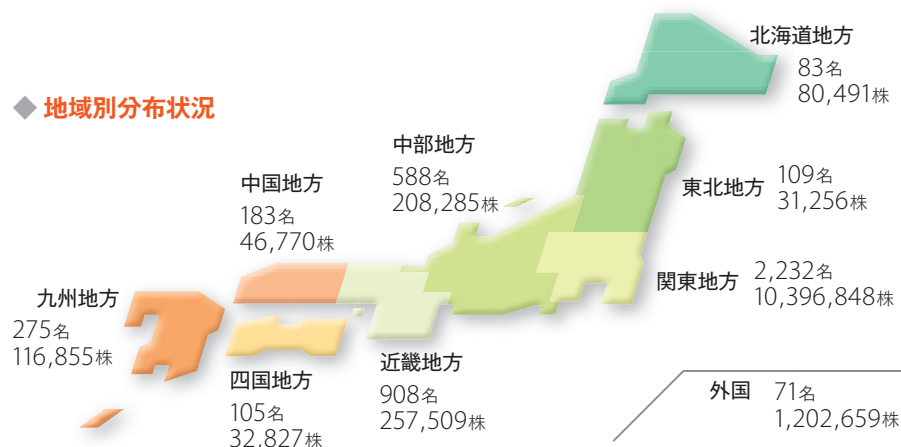 ◆ 地域別分布状況
北海道地方
83名
80,491株
東北地方
109名
31,256株
関東地方
2,232名
10,396,848株
中部地方
588名
208,285株
近畿地方
908名
257,509株
中国地方
183名
46,770株
四国地方
105名
32,827株
九州地方
275名
116,855株
外国
71名
1,202,659株